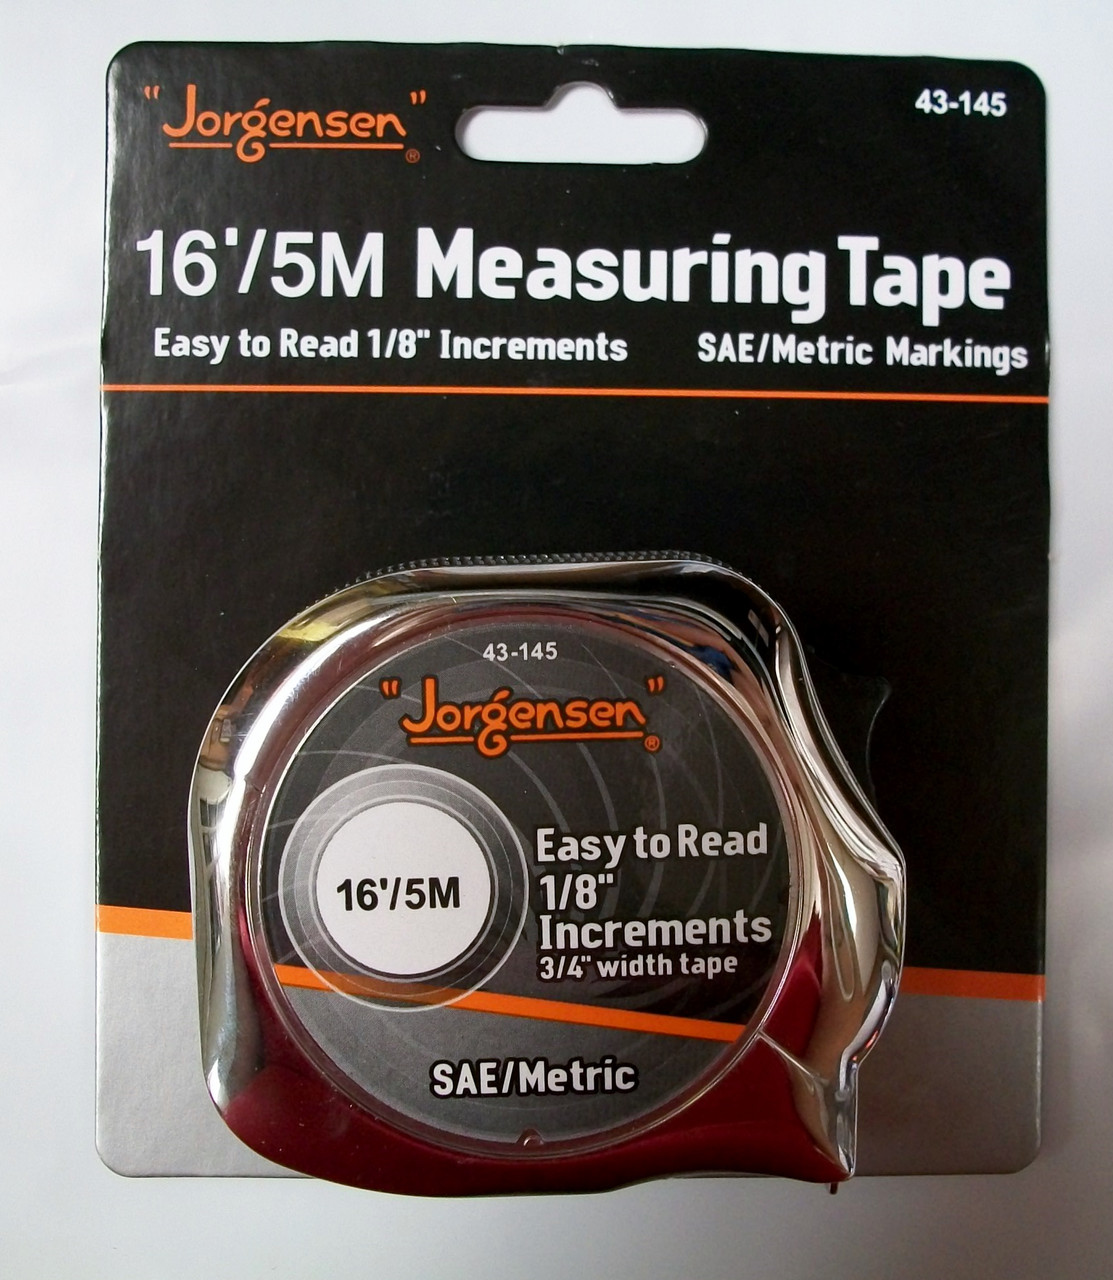 "Jorgensen"®
43-145
16'/5M Measuring Tape
Easy to Read 1/8" Increments SAE/Metric Markings
43-145
"Jorgensen"®
16'/5M
Easy to Read
1/8"
Increments
3/4" width tape
SAE/Metric